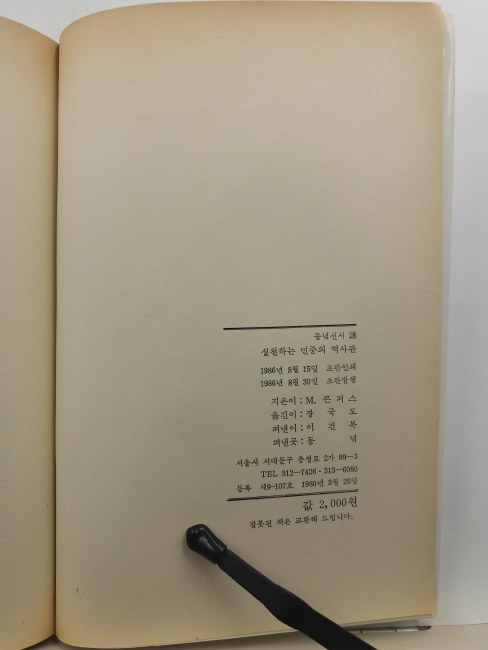 동녘선서
실천하는 민중의 역사관
1986년 8월 15일 초판인쇄
1986년 8월 30일 초판발행
지은이 : M. 콘퍼스
옮긴이 : 장 국 도
펴낸이 : 이 건 복
펴낸곳 : 동 녘
서울시 서대문구 충정로 2가 99—3
TEL 312—7426 · 313—6080
등록 제9-107호 1980년 3월 25일
값 2,000원
잘못된 책은 교환해 드립니다.